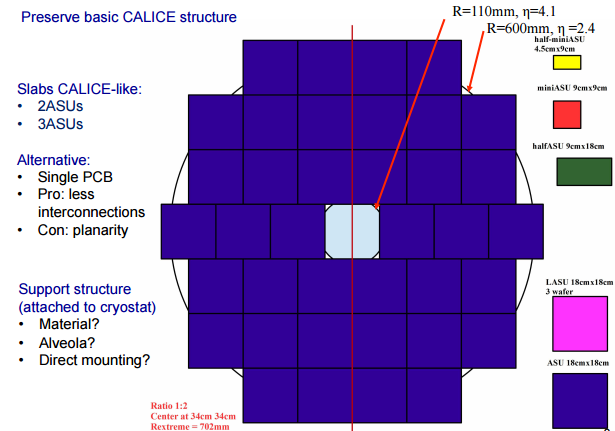 Preserve basic CALICE structure
R=110mm, η=4.1
R=600mm, η =2.4
half-miniASU
4.5cmx9cm
miniASU 9cmx9cm
halfASU 9cmx18cm
LASU 18cmx18cm
3 wafer
ASU 18cmx18cm
Slabs CALICE-like:
• 2ASUs
• 3ASUs
Alternative:
• Single PCB
• Pro: less
interconnections
• Con: planarity
Support structure
(attached to cryostat)
• Material?
• Alveola?
• Direct mounting?
Ratio 1:2
Center at 34cm 34cm
Rextreme = 702mm